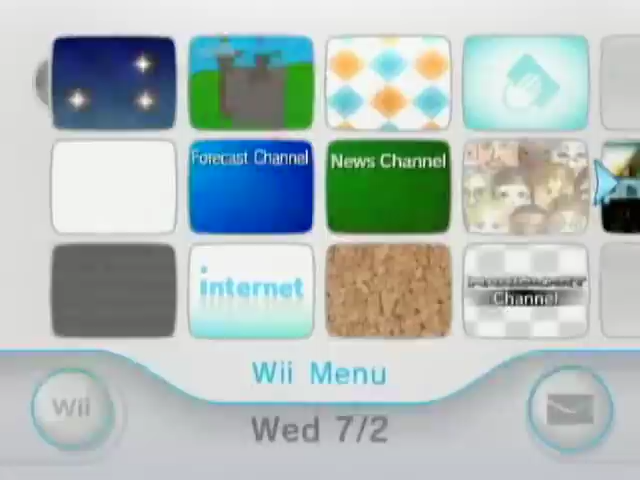 Forecast Channel
News Channel
internet
Channel
Wii Menu
Wii
Wed 7/2